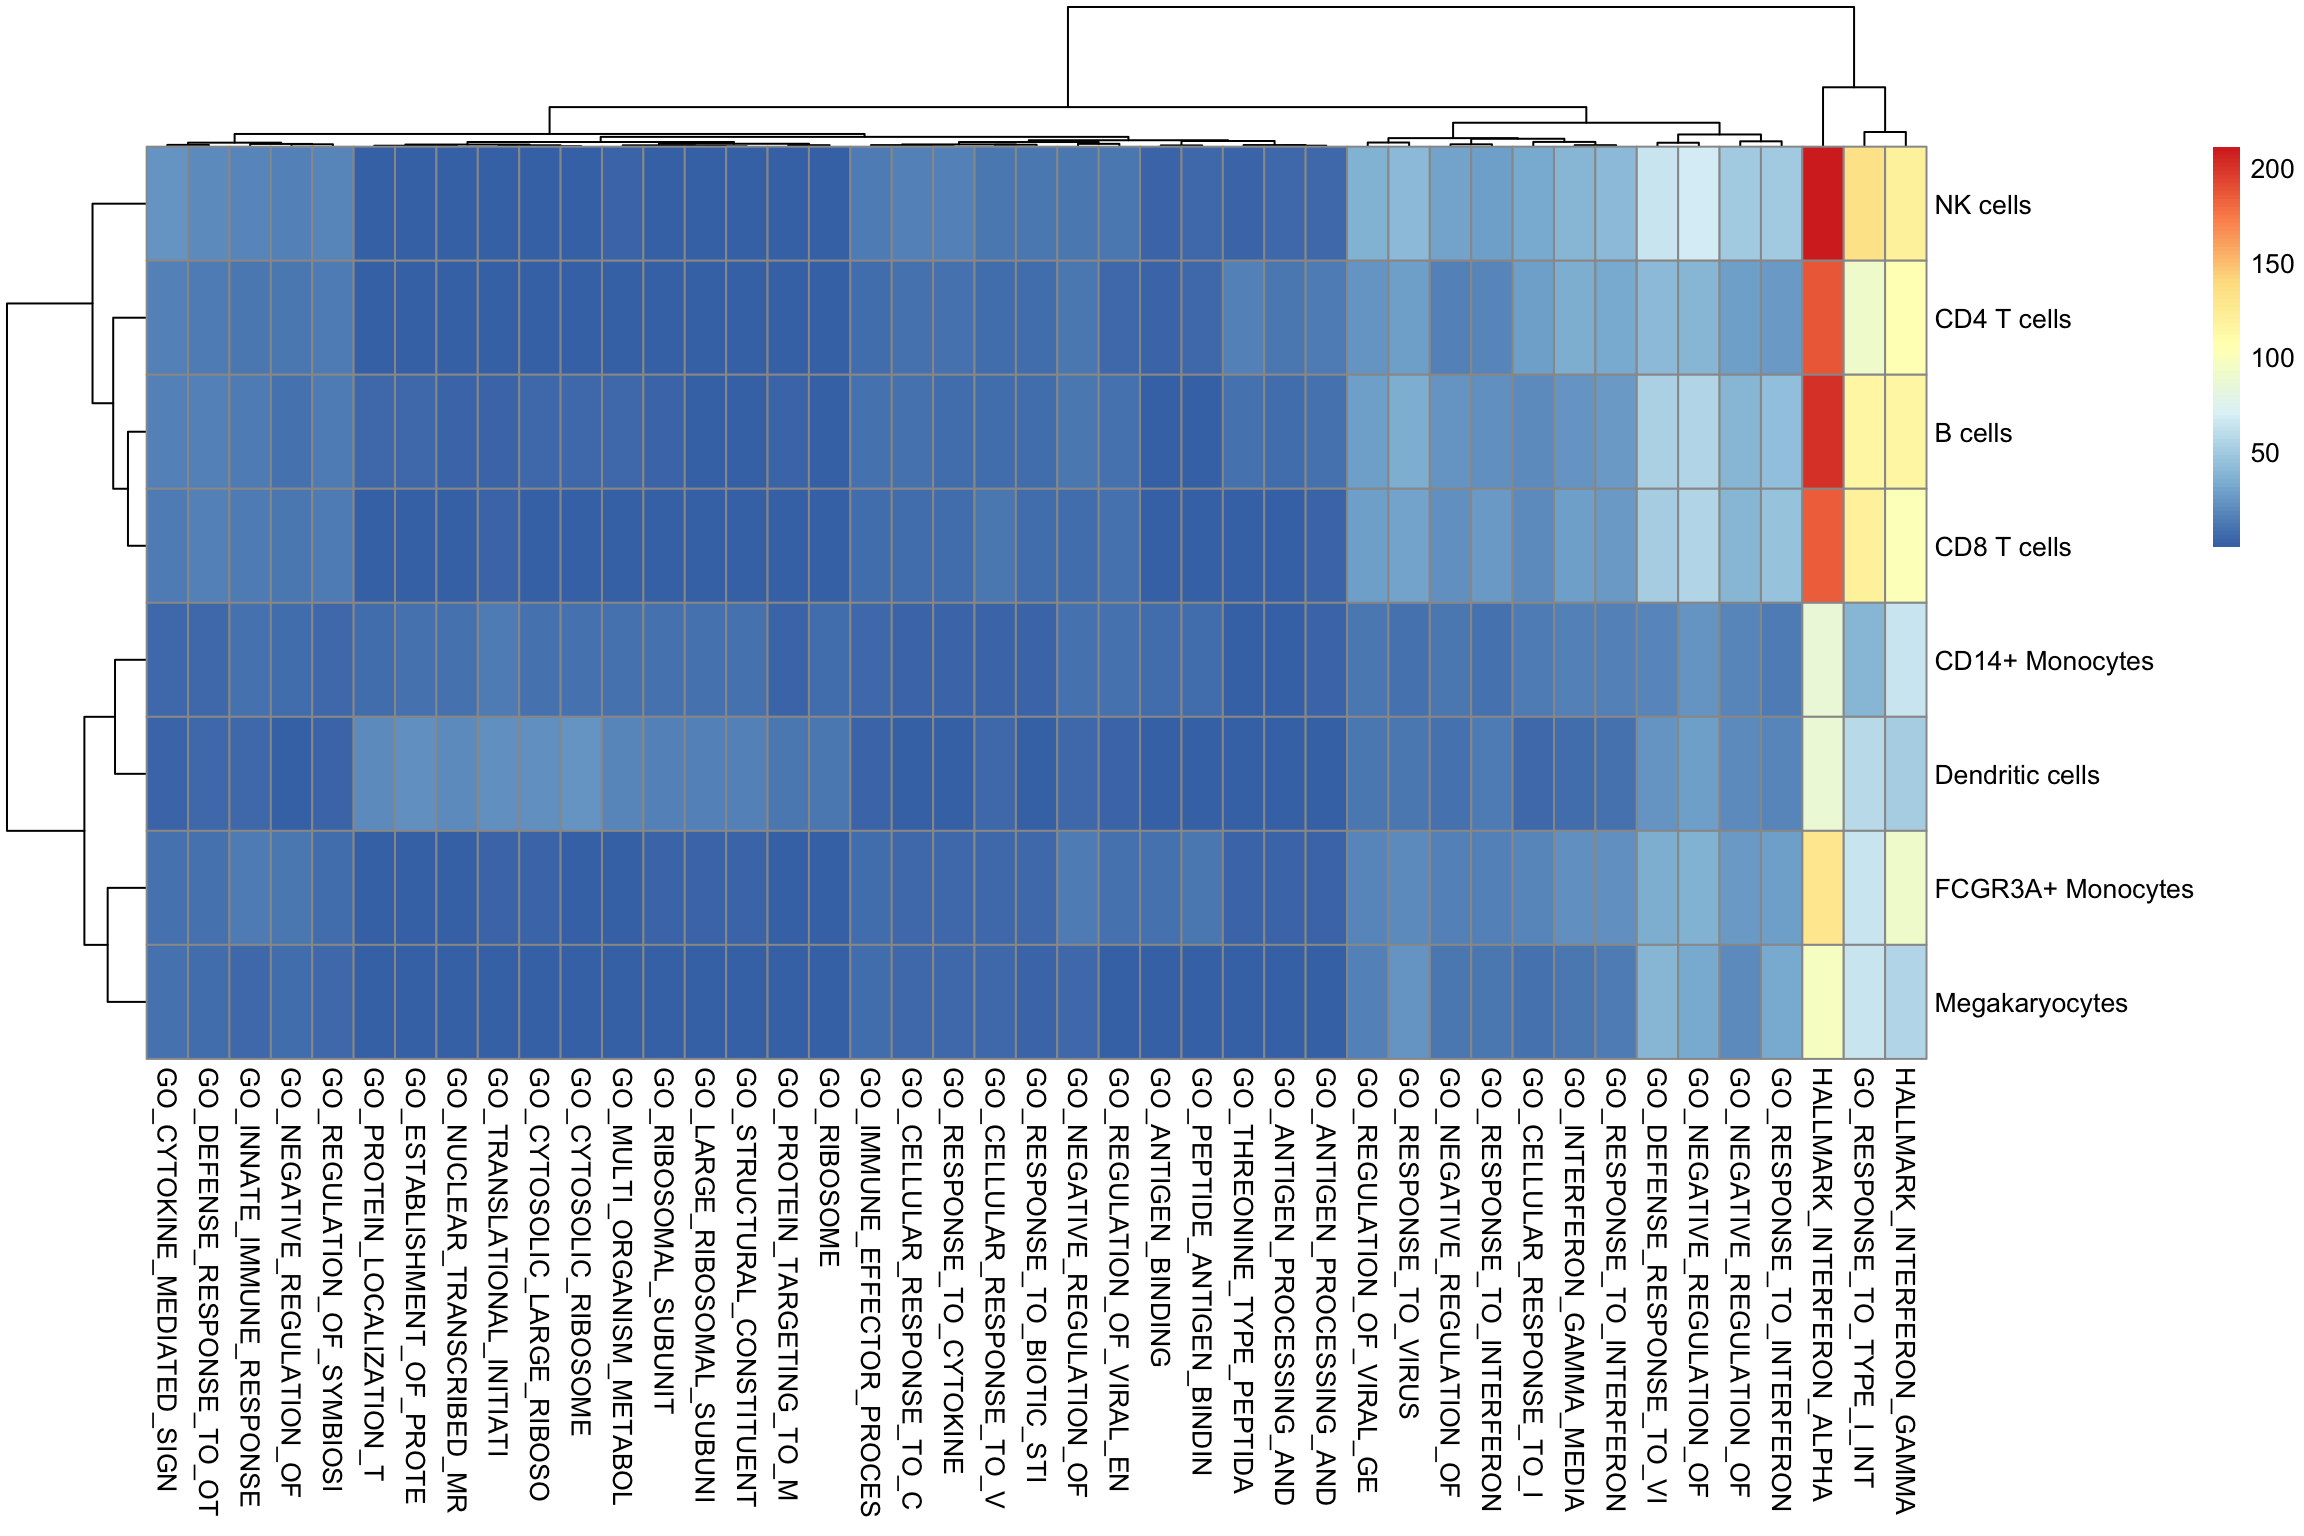 200
150
100
50
NK cells
CD4 T cells
B cells
CD8 T cells
CD14+ Monocytes
Dendritic cells
FCGR3A+ Monocytes
Megakaryocytes
GO_CYTOKINE_MEDIATED_SIGN
GO_DEFENSE_RESPONSE_TO_OT
GO_INNATE_IMMUNE_RESPONSE
GO_NEGATIVE_REGULATION_OF
GO_REGULATION_OF_SYMBIOSI
GO_PROTEIN_LOCALIZATION_T
GO_ESTABLISHMENT_OF_PROTE
GO_NUCLEAR_TRANSCRIBED_MR
GO_TRANSLATIONAL_INITIATI
GO_CYTOSOLIC_LARGE_RIBOSO
GO_CYTOSOLIC_RIBOSOME
GO_MULTI_ORGANISM_METABOL
GO_RIBOSOMAL_SUBUNIT
GO_LARGE_RIBOSOMAL_SUBUNI
GO_STRUCTURAL_CONSTITUENT
GO_PROTEIN_TARGETING_TO_M
GO_RIBOSOME
GO_IMMUNE_EFFECTOR_PROCES
GO_CELLULAR_RESPONSE_TO_C
GO_RESPONSE_TO_CYTOKINE
GO_CELLULAR_RESPONSE_TO_V
GO_RESPONSE_TO_BIOTIC_STI
GO_NEGATIVE_REGULATION_OF
GO_REGULATION_OF_VIRAL_EN
GO_ANTIGEN_BINDING
GO_PEPTIDE_ANTIGEN_BINDIN
GO_THREONINE_TYPE_PEPTIDA
GO_ANTIGEN_PROCESSING_AND
GO_ANTIGEN_PROCESSING_AND
GO_REGULATION_OF_VIRAL_GE
GO_RESPONSE_TO_VIRUS
GO_NEGATIVE_REGULATION_OF
GO_RESPONSE_TO_INTERFERON
GO_CELLULAR_RESPONSE_TO_I
GO_INTERFERON_GAMMA_MEDIA
GO_RESPONSE_TO_INTERFERON
GO_DEFENSE_RESPONSE_TO_VI
GO_NEGATIVE_REGULATION_OF
GO_NEGATIVE_REGULATION_OF
GO_RESPONSE_TO_INTERFERON
HALLMARK_INTERFERON_ALPHA
GO_RESPONSE_TO_TYPE_I_INT
HALLMARK_INTERFERON_GAMMA